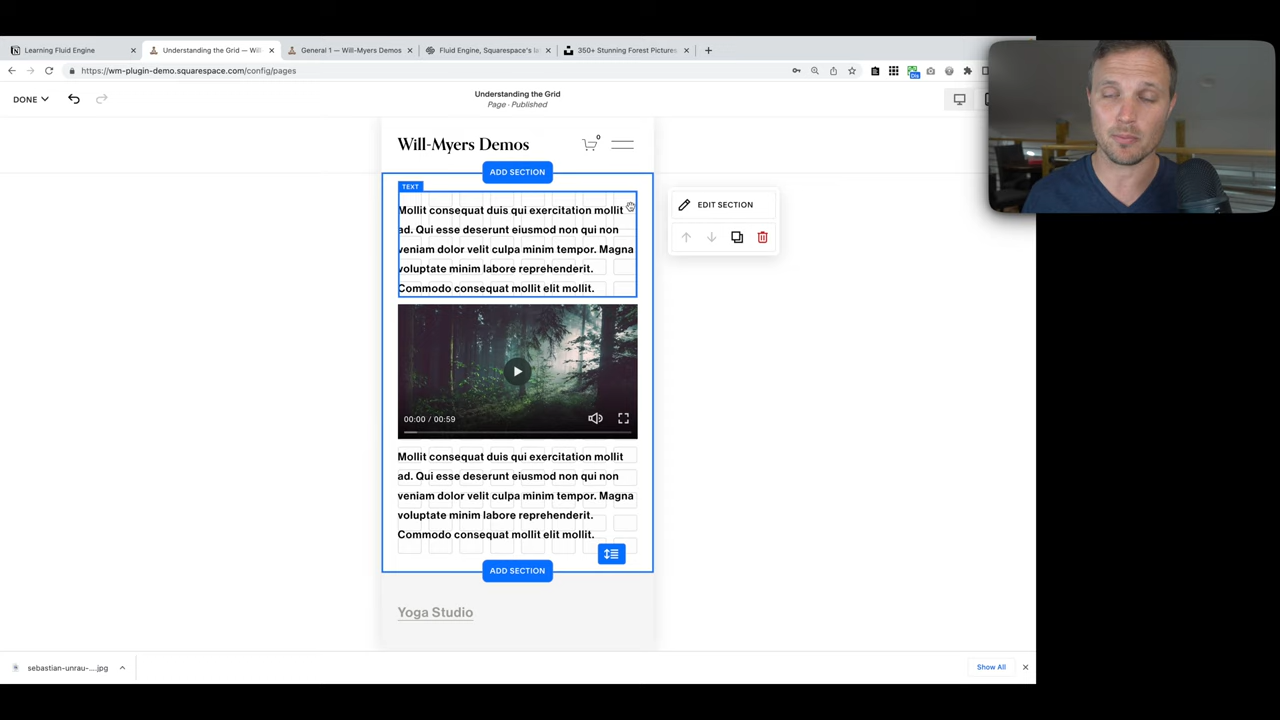 Learning Fluid Engine
Understanding the Grid — Will
General 1 — Will-Myers Demos
Fluid Engine, Squarespace's la
350+ Stunning Forest Pictures
https://wm-plugin-demo.squarespace.com/config/pages
DONE
Understanding the Grid
Page · Published
Will-Myers Demos
0
ADD SECTION
TEXT
EDIT SECTION
Mollit consequat duis qui exercitation mollit
ad. Qui esse deserunt eiusmod non qui non
veniam dolor velit culpa minim tempor. Magna
voluptate minim labore reprehenderit.
Commodo consequat mollit elit mollit.
00:00 / 00:59
Mollit consequat duis qui exercitation mollit
ad. Qui esse deserunt eiusmod non qui non
veniam dolor velit culpa minim tempor. Magna
voluptate minim labore reprehenderit.
Commodo consequat mollit elit mollit.
ADD SECTION
Yoga Studio
sebastian-unrau-....jpg
Show All